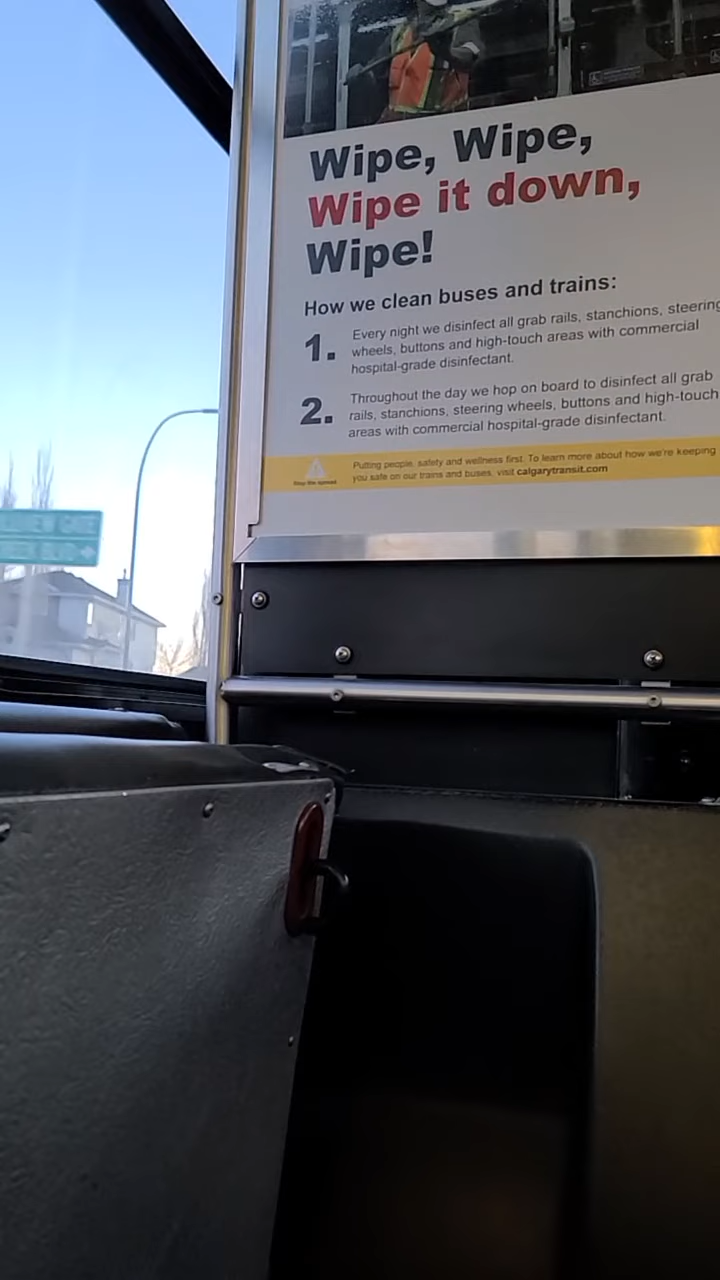 Wipe, Wipe,
Wipe it down,
Wipe!
How we clean buses and trains:
1. Every night we disinfect all grab rails, stanchions, steering
wheels, buttons and high-touch areas with commercial
hospital-grade disinfectant.
2. Throughout the day we hop on board to disinfect all grab
rails, stanchions, steering wheels, buttons and high-touch
areas with commercial hospital-grade disinfectant.
Stop the spread
Putting people, safety and wellness first. To learn more about how we're keeping
you safe on our trains and buses, visit calgarytransit.com